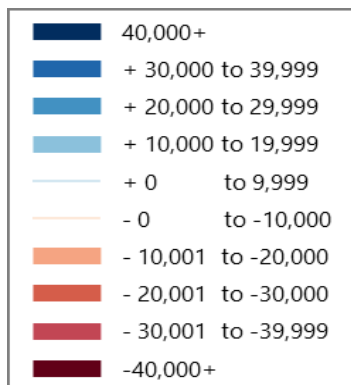 40,000+
+ 30,000 to 39,999
+ 20,000 to 29,999
+ 10,000 to 19,999
+ 0 to 9,999
- 0 to -10,000
- 10,001 to -20,000
- 20,001 to -30,000
- 30,001 to -39,999
-40,000+